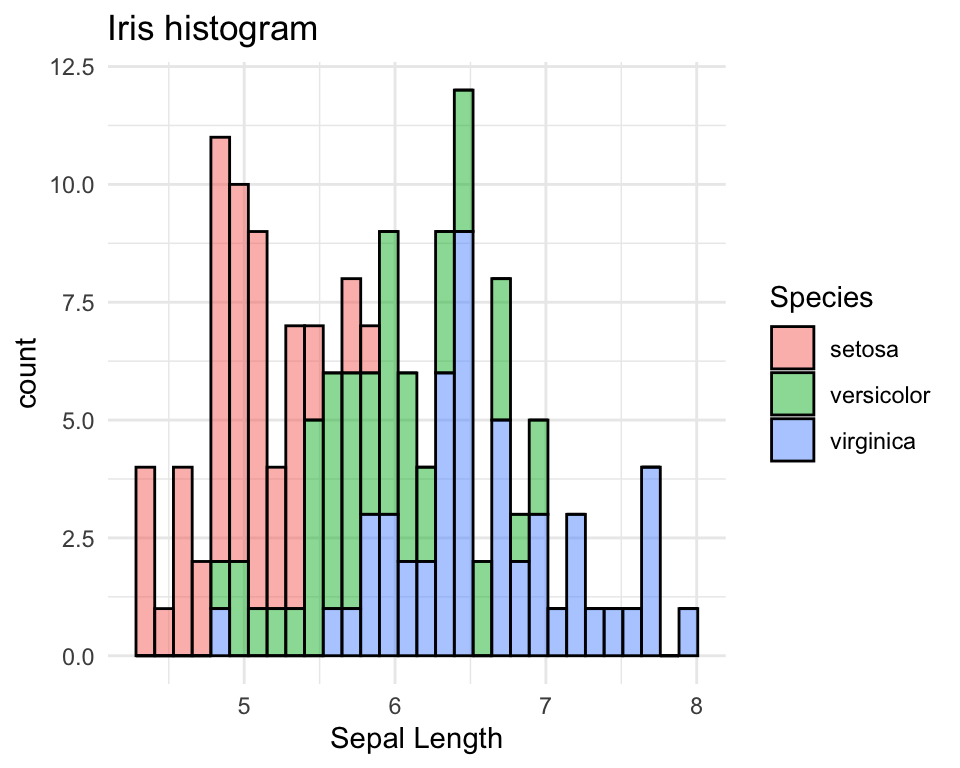 Iris histogram
12.5
10.0
7.5
5.0
2.5
0.0
count
5 6 7 8
Sepal Length
Species
setosa
versicolor
virginica